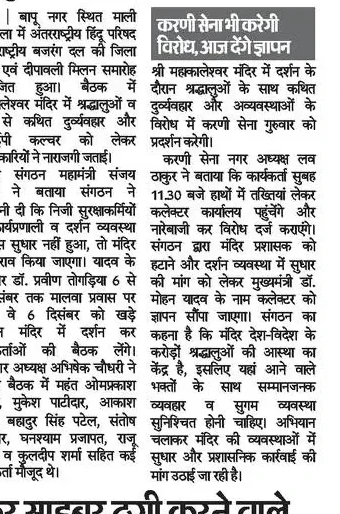 बापू नगर स्थित माली
ला में अंतरराष्ट्रीय हिंदू परिषद
राष्ट्रीय बजरंग दल की जिला
एवं दीपावली मिलन समारोह
जित हुआ। बैठक में
लेश्वर मंदिर में श्रद्धालुओं व
से कथित दुर्व्यवहार और
ईपी कल्चर को लेकर
कारियों ने नाराजगी जताई।
संगठन महामंत्री संजय
ने बताया संगठन ने
नी दी कि निजी सुरक्षाकर्मियों
कार्यप्रणाली व दर्शन व्यवस्था
में सुधार नहीं हुआ, तो मंदिर
राव किया जाएगा। यादव के
र डॉ. प्रवीण तोगड़िया 6 से
संबर तक मालवा प्रवास पर
वे 6 दिसंबर को खड़े
मंदिर में दर्शन कर
र्ताओं की बैठक लेंगे।
र अध्यक्ष अभिषेक चौधरी ने
बैठक में महंत ओमप्रकाश
, मुकेश पाटीदार, आकाश
बहादुर सिंह पटेल, संतोष
र, घनश्याम प्रजापत, राजू
व कुलदीप शर्मा सहित कई
र्ता मौजूद थे।
करणी सेना भी करेगी
विरोध, आज देंगे ज्ञापन
श्री महाकालेश्वर मंदिर में दर्शन के
दौरान श्रद्धालुओं के साथ कथित
दुर्व्यवहार और अव्यवस्थाओं के
विरोध में करणी सेना गुरुवार को
प्रदर्शन करेगी।
करणी सेना नगर अध्यक्ष लव
ठाकुर ने बताया कि कार्यकर्ता सुबह
11.30 बजे हाथों में तख्तियां लेकर
कलेक्टर कार्यालय पहुंचेंगे और
नारेबाजी कर विरोध दर्ज कराएंगे।
संगठन द्वारा मंदिर प्रशासक को
हटाने और दर्शन व्यवस्था में सुधार
की मांग को लेकर मुख्यमंत्री डॉ.
मोहन यादव के नाम कलेक्टर को
ज्ञापन सौंपा जाएगा। संगठन का
कहना है कि मंदिर देश-विदेश के
करोड़ों श्रद्धालुओं की आस्था का
केंद्र है, इसलिए यहां आने वाले
भक्तों के साथ सम्मानजनक
व्यवहार व सुगम व्यवस्था
सुनिश्चित होनी चाहिए। अभियान
चलाकर मंदिर की व्यवस्थाओं में
सुधार और प्रशासनिक कार्रवाई की
मांग उठाई जा रही है।
र साइबर ठगी करने वाले